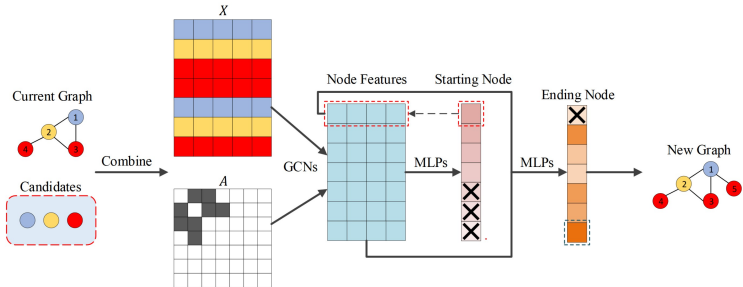 X
Node Features
Starting Node
Ending Node
Current Graph
1
2
4
3
Combine
GCNs
MLPs
MLPs
New Graph
1
2
4
3
5
Candidates
A